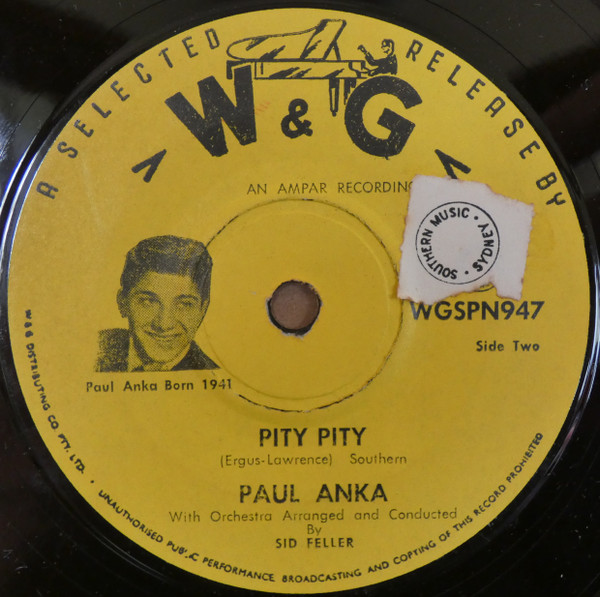 A SELECTED RELEASE BY
W & G
AN AMPAR RECORDING
SOUTHERN MUSIC • SYDNEY •
WGSPN947
Side Two
Paul Anka Born 1941
PITY PITY
(Ergus-Lawrence) Southern
PAUL ANKA
With Orchestra Arranged and Conducted
By
SID FELLER
W & G DISTRIBUTING CO. PTY. LTD. • UNAUTHORISED PUBLIC PERFORMANCE BROADCASTING AND COPYING OF THIS RECORD PROHIBITED